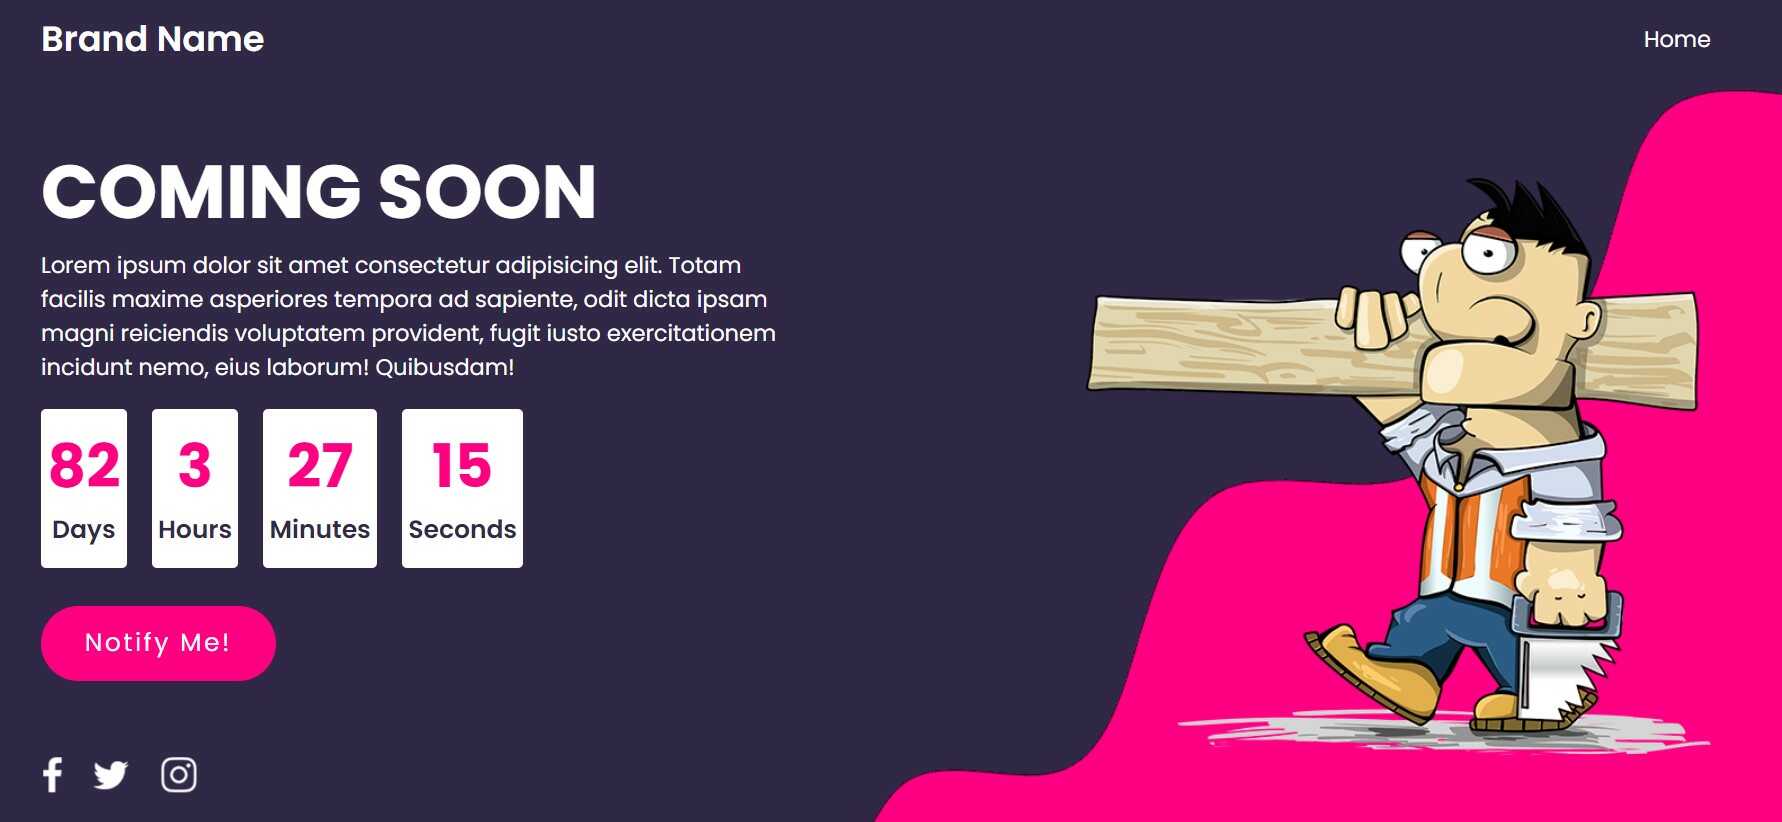 Brand Name
Home
COMING SOON
Lorem ipsum dolor sit amet consectetur adipisicing elit. Totam
facilis maxime asperiores tempora ad sapiente, odit dicta ipsam
magni reiciendis voluptatem provident, fugit iusto exercitationem
incidunt nemo, eius laborum! Quibusdam!
82 3 27 15
Days Hours Minutes Seconds
Notify Me!